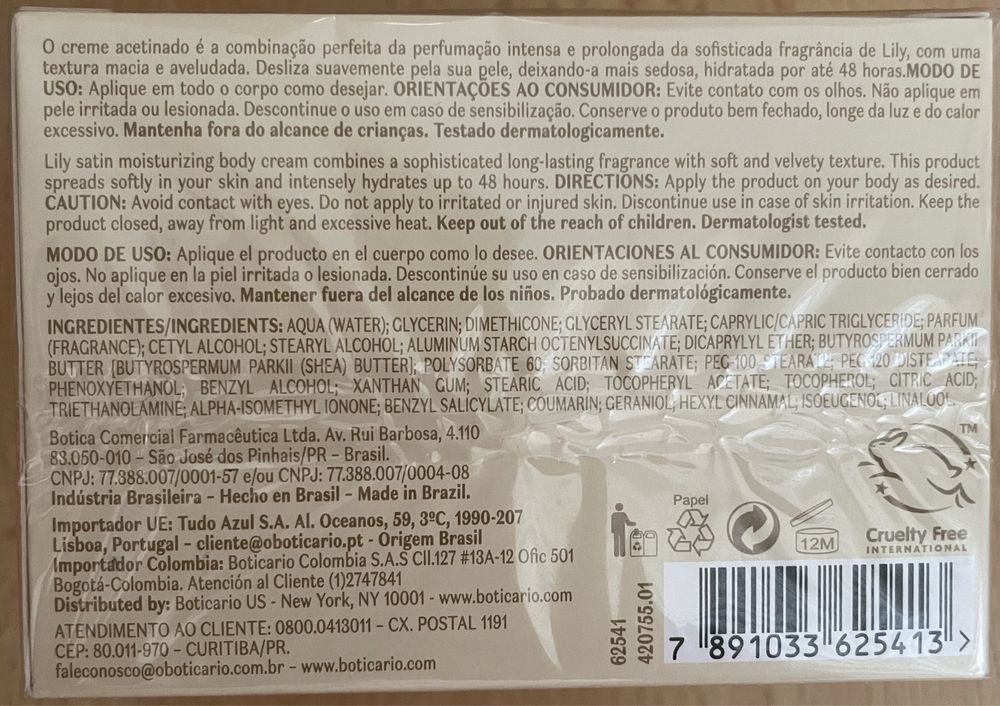 O creme acetinado é a combinação perfeita da perfumação intensa e prolongada da sofisticada fragrância de Lily, com uma
textura macia e aveludada. Desliza suavemente pela sua pele, deixando-a mais sedosa, hidratada por até 48 horas.MODO DE
USO: Aplique em todo o corpo como desejar. ORIENTAÇÕES AO CONSUMIDOR: Evite contato com os olhos. Não aplique em
pele irritada ou lesionada. Descontinue o uso em caso de sensibilização. Conserve o produto bem fechado, longe da luz e do calor
excessivo. Mantenha fora do alcance de crianças. Testado dermatologicamente.
Lily satin moisturizing body cream combines a sophisticated long-lasting fragrance with soft and velvety texture. This product
spreads softly in your skin and intensely hydrates up to 48 hours. DIRECTIONS: Apply the product on your body as desired.
CAUTION: Avoid contact with eyes. Do not apply to irritated or injured skin. Discontinue use in case of skin irritation. Keep the
product closed, away from light and excessive heat. Keep out of the reach of children. Dermatologist tested.
MODO DE USO: Aplique el producto en el cuerpo como lo desee. ORIENTACIONES AL CONSUMIDOR: Evite contacto con los
ojos. No aplique en la piel irritada o lesionada. Descontinúe su uso en caso de sensibilización. Conserve el producto bien cerrado
y lejos del calor excesivo. Mantener fuera del alcance de los niños. Probado dermatológicamente.
INGREDIENTES/INGREDIENTS: AQUA (WATER); GLYCERIN; DIMETHICONE; GLYCERYL STEARATE; CAPRYLIC/CAPRIC TRIGLYCERIDE; PARFUM
(FRAGRANCE); CETYL ALCOHOL; STEARYL ALCOHOL; ALUMINUM STARCH OCTENYLSUCCINATE; DICAPRYLYL ETHER; BUTYROSPERMUM PARKII
BUTTER [BUTYROSPERMUM PARKII (SHEA) BUTTER]; POLYSORBATE 60; SORBITAN STEARATE; PEG-100 STEARATE; PEG-120 DISTEARATE;
PHENOXYETHANOL; BENZYL ALCOHOL; XANTHAN GUM; STEARIC ACID; TOCOPHERYL ACETATE; TOCOPHEROL; CITRIC ACID;
TRIETHANOLAMINE; ALPHA-ISOMETHYL IONONE; BENZYL SALICYLATE; COUMARIN; GERANIOL; HEXYL CINNAMAL; ISOEUGENOL; LINALOOL.
Botica Comercial Farmacêutica Ltda. Av. Rui Barbosa, 4.110
83.050-010 – São José dos Pinhais/PR – Brasil.
CNPJ: 77.388.007/0001-57 e/ou CNPJ: 77.388.007/0004-08
Indústria Brasileira – Hecho en Brasil – Made in Brazil.
Importador UE: Tudo Azul S.A. Al. Oceanos, 59, 3ºC, 1990-207
Lisboa, Portugal – cliente@oboticario.pt - Origem Brasil
Importador Colombia: Boticario Colombia S.A.S Cll.127 #13A-12 Ofic 501
Bogotá-Colombia. Atención al Cliente (1)2747841
Distributed by: Boticario US - New York, NY 10001 - www.boticario.com
ATENDIMENTO AO CLIENTE: 0800.0413011 – CX. POSTAL 1191
CEP: 80.011-970 – CURITIBA/PR.
faleconosco@oboticario.com.br – www.boticario.com
TM
Cruelty Free
INTERNATIONAL
Papel
12M
62541
420755.01
7 891033 625413 >